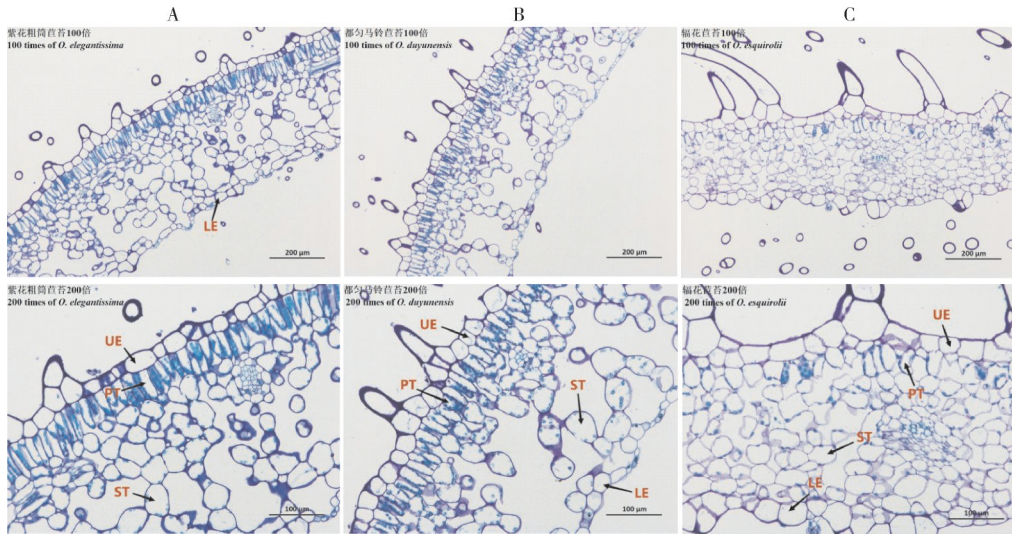 A
B
C
紫花粗筒苣苔100倍
100 times of O. elegantissima
都匀马铃苣苔100倍
100 times of O. duyunensis
辐花苣苔100倍
100 times of O. esquirolii
LE
200 μm
200 μm
200 μm
紫花粗筒苣苔200倍
200 times of O. elegantissima
UE
PT
ST
100 μm
都匀马铃苣苔200倍
200 times of O. duyunensis
UE
PT
ST
LE
100 μm
辐花苣苔200倍
200 times of O. esquirolii
UE
PT
ST
LE
100 μm